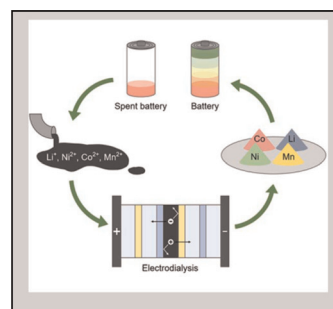 Spent battery
Battery
Li⁺, Ni²⁺, Co²⁺, Mn²⁺
Co
Li
Ni
Mn
+
-
Electrodialysis